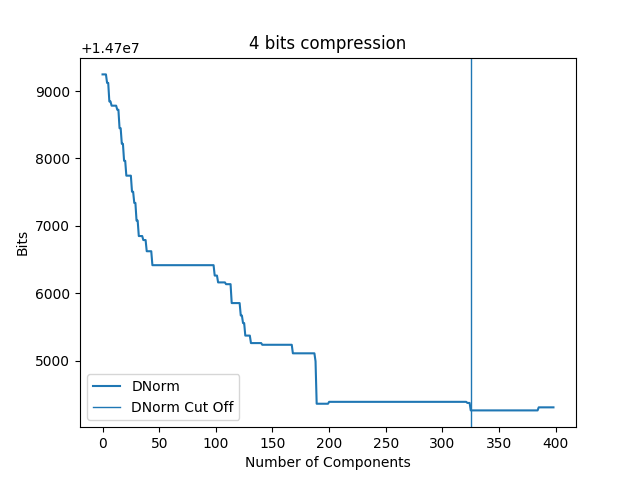 4 bits compression
+1.47e7
9000
8000
7000
6000
5000
Bits
DNorm
DNorm Cut Off
0 50 100 150 200 250 300 350 400
Number of Components